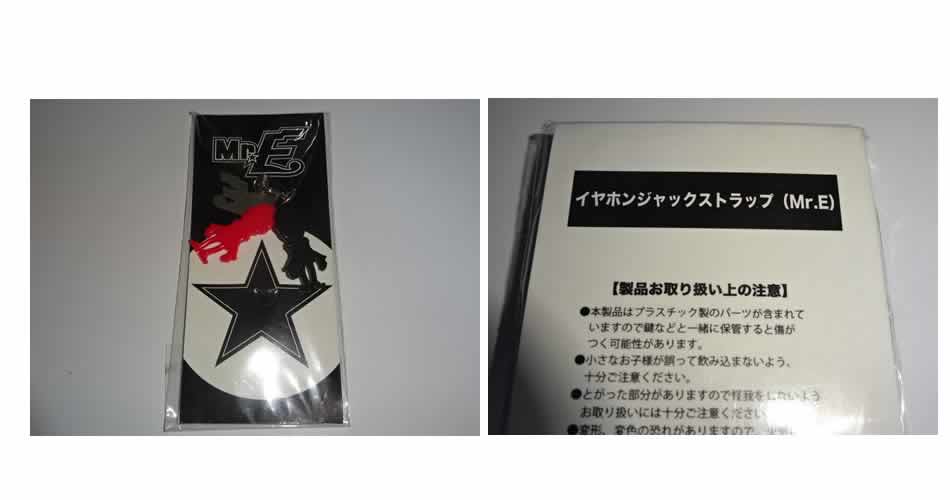 Mr.E
イヤホンジャックストラップ（Mr.E）
【製品お取り扱い上の注意】
●本製品はプラスチック製のパーツが含まれて
いますので鍵などと一緒に保管すると傷が
つく可能性があります。
●小さなお子様が誤って飲み込まないよう、
十分ご注意ください。
●とがった部分がありますので怪我をしないよう
お取り扱いには十分ご注意ください
●変形、変色の恐れがありますので、